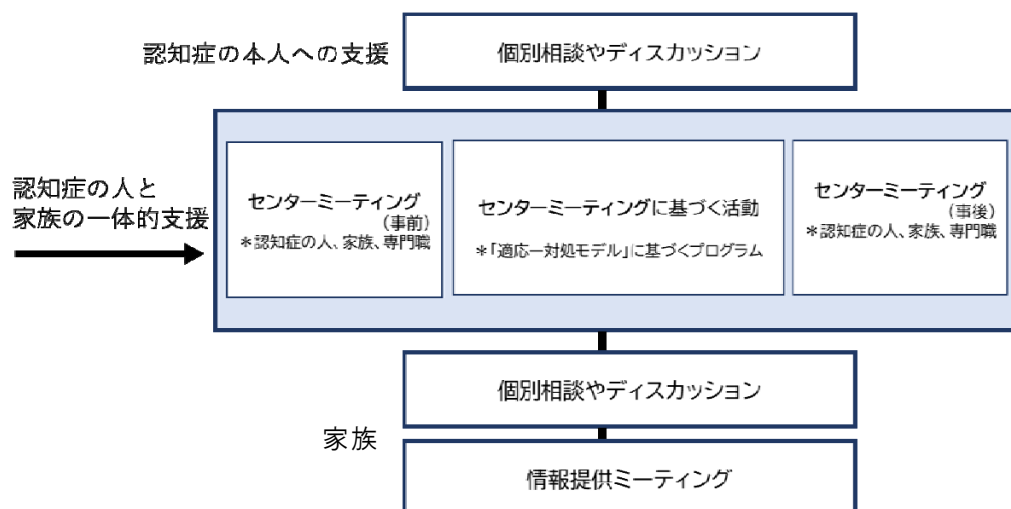 認知症の本人への支援
個別相談やディスカッション
認知症の人と
家族の一体的支援
センターミーティング
(事前)
*認知症の人、家族、専門職
センターミーティングに基づく活動
*「適応ー対処モデル」に基づくプログラム
センターミーティング
(事後)
*認知症の人、家族、専門職
家族
個別相談やディスカッション
情報提供ミーティング